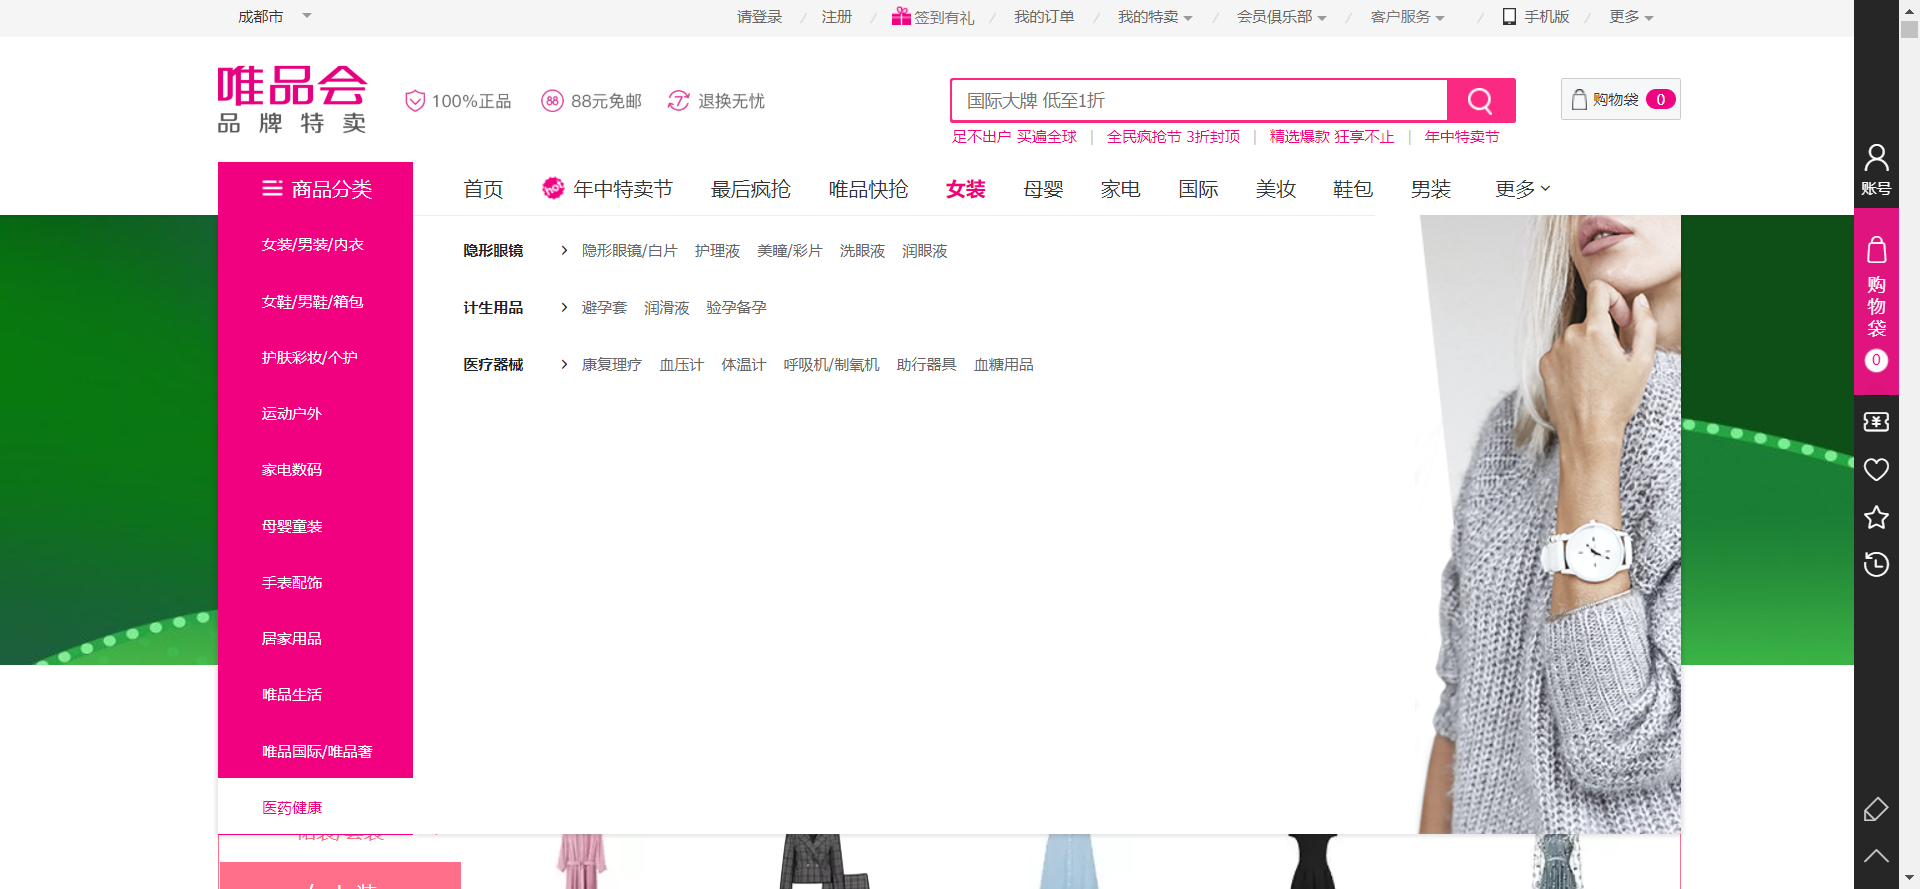 成都市
请登录 / 注册 / 签到有礼 / 我的订单 / 我的特卖 / 会员俱乐部 / 客户服务 / 手机版 / 更多
唯品会
品牌特卖
100%正品 88元免邮 7 退换无忧
国际大牌 低至1折
购物袋 0
足不出户 买遍全球 | 全民疯抢节 3折封顶 | 精选爆款 狂享不止 | 年中特卖节
商品分类
首页 hot 年中特卖节 最后疯抢 唯品快抢 女装 母婴 家电 国际 美妆 鞋包 男装 更多
女装/男装/内衣
女鞋/男鞋/箱包
护肤彩妆/个护
运动户外
家电数码
母婴童装
手表配饰
居家用品
唯品生活
唯品国际/唯品奢
医药健康
隐形眼镜 > 隐形眼镜/白片 护理液 美瞳/彩片 洗眼液 润眼液
计生用品 > 避孕套 润滑液 验孕备孕
医疗器械 > 康复理疗 血压计 体温计 呼吸机/制氧机 助行器具 血糖用品
账号
购物袋
0